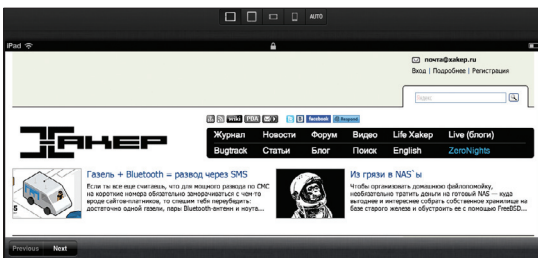 AUTO
iPad
почта@xakep.ru
Вход | Подробнее | Регистрация
Wiki PDA facebook
ХАКЕР
Журнал Новости Форум Видео Life Xakep Live (блоги)
Bugtrack Статьи Блог Поиск English ZeroNights
Газель + Bluetooth = развод через SMS
Если ты все еще считаешь, что для мощного развода по СМС
на короткие номера обязательно заморачиваться с чем-то
вроде сайтов-платников, то спешим тебя переубедить:
достаточно одной газели, пары Bluetooth-антенн и ноута...
Из грязи в NAS`ы
Чтобы организовать домашнюю файлопомойку,
необязательно тратить деньги на готовый NAS — куда
выгоднее и интереснее собрать собственное хранилище на
базе старого железа и обустроить ее с помощью FreeBSD...
Previous Next